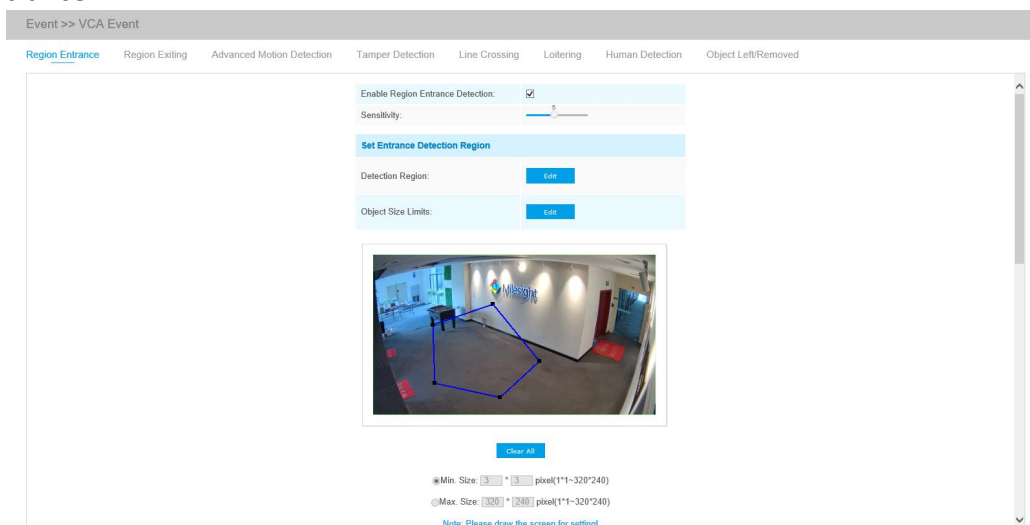 Event >> VCA Event
Region Entrance Region Exiting Advanced Motion Detection Tamper Detection Line Crossing Loitering Human Detection Object Left/Removed
Enable Region Entrance Detection:
Sensitivity: 5
Set Entrance Detection Region
Detection Region: Edit
Object Size Limits: Edit
Milesight
Clear All
Min. Size: 3 * 3 pixel(1*1~320*240)
Max. Size: 320 * 240 pixel(1*1~320*240)
Note: Please draw the screen for setting!